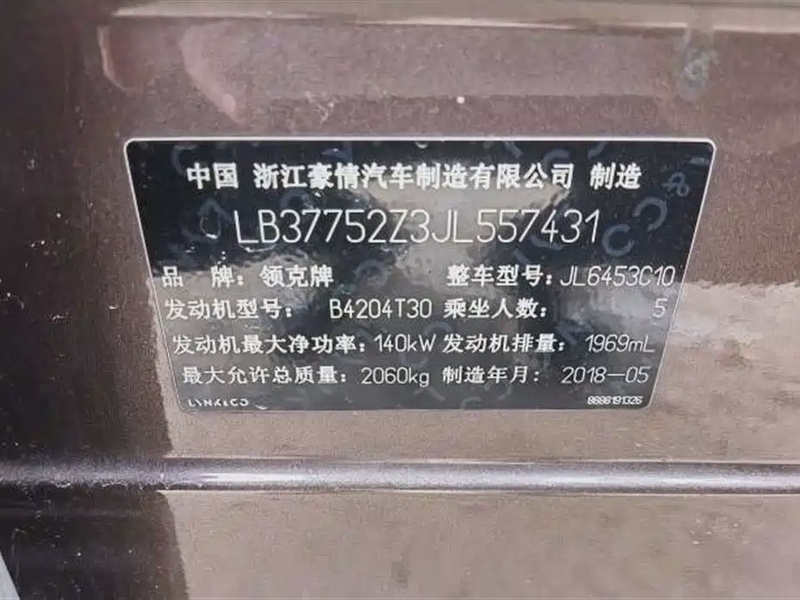 中国 浙江豪情汽车制造有限公司 制造
LB37752Z3JL557431
品 牌：领克牌 整车型号：JL6453C10
发动机型号： B4204T30 乘坐人数： 5
发动机最大净功率：140kW 发动机排量： 1969mL
最大允许总质量：2060kg 制造年月： 2018-05
LYNK&CO 8888191326